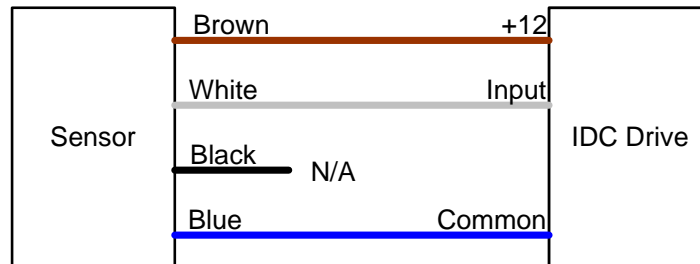 Brown +12
White Input
Sensor IDC Drive
Black N/A
Blue Common